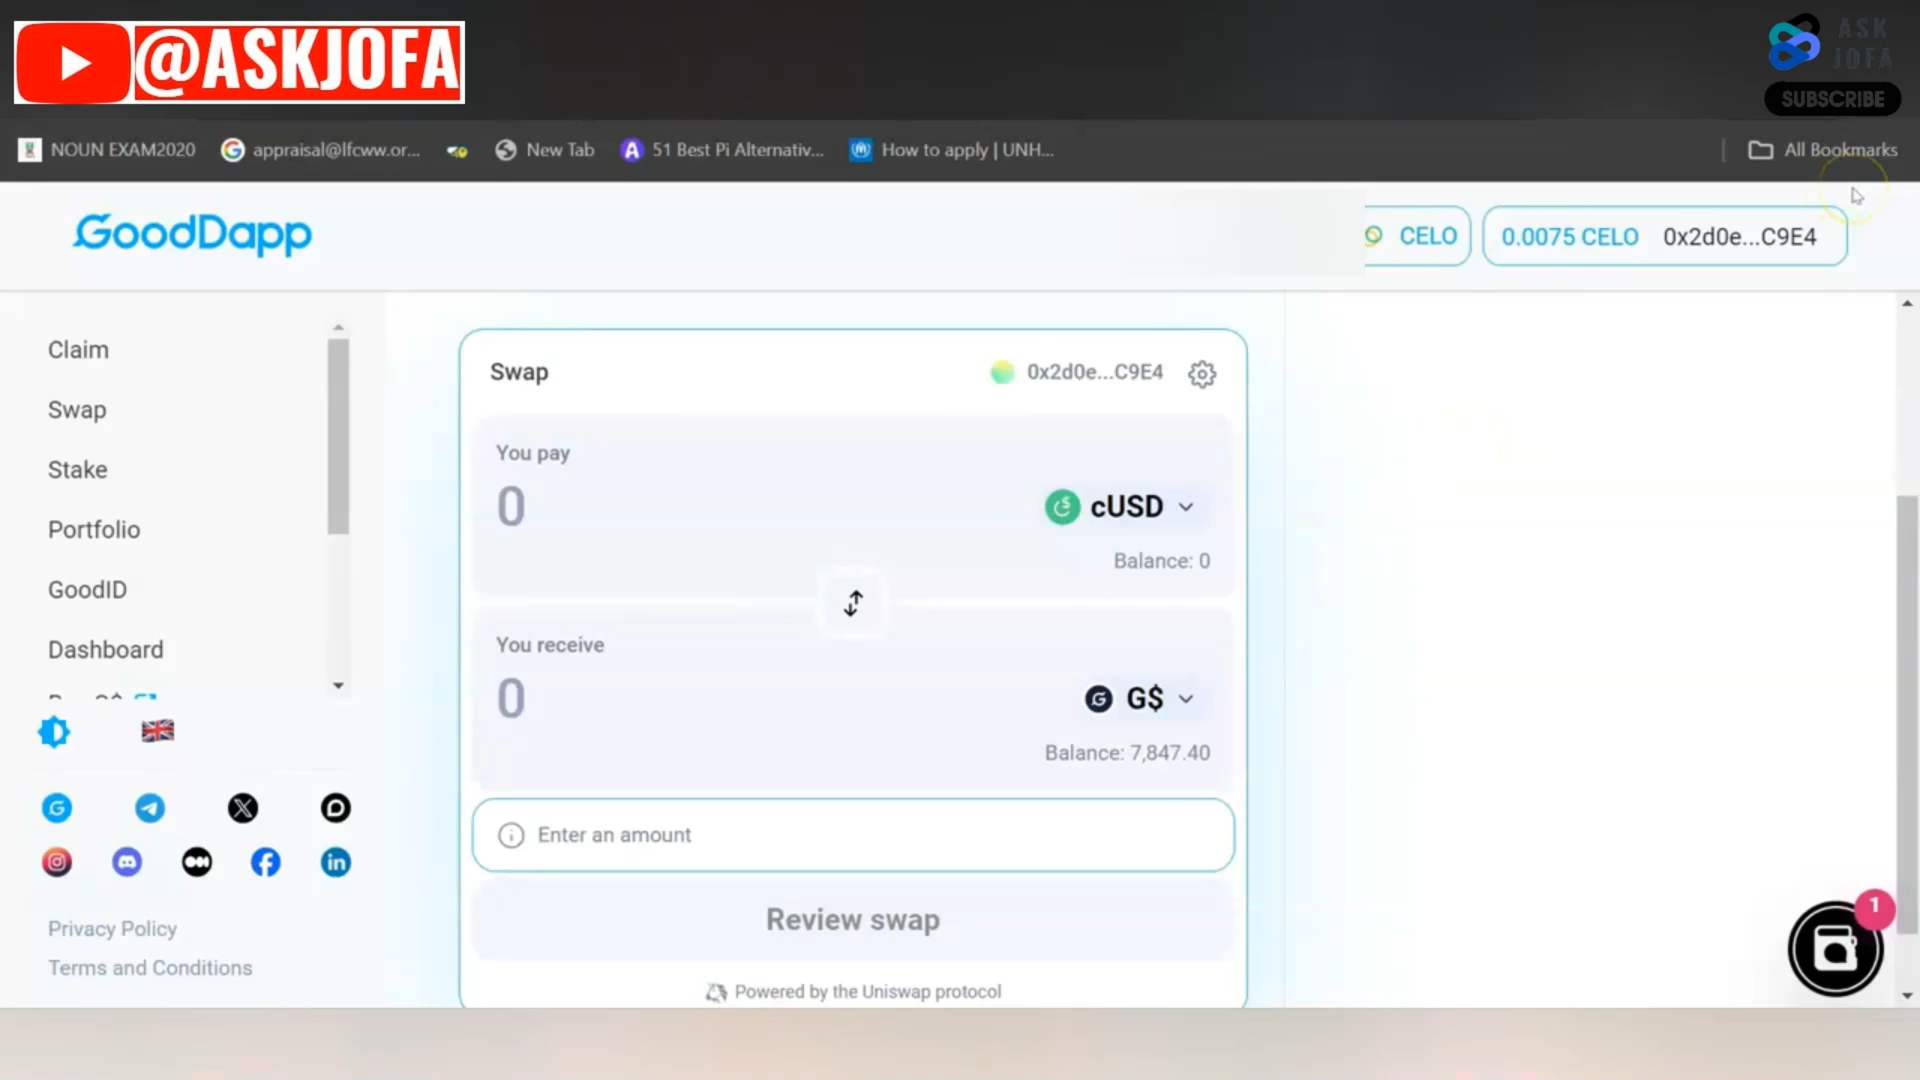 @ASKJOFA
ASK
JOFA
SUBSCRIBE
NOUN EXAM2020
appraisal@lfcww.or...
New Tab
51 Best Pi Alternativ...
How to apply | UNH...
All Bookmarks
GoodDapp
CELO
0.0075 CELO 0x2d0e...C9E4
Claim
Swap
Stake
Portfolio
GoodID
Dashboard
Privacy Policy
Terms and Conditions
Swap
0x2d0e...C9E4
You pay
0
cUSD
Balance: 0
You receive
0
G$
Balance: 7,847.40
Enter an amount
Review swap
Powered by the Uniswap protocol
1